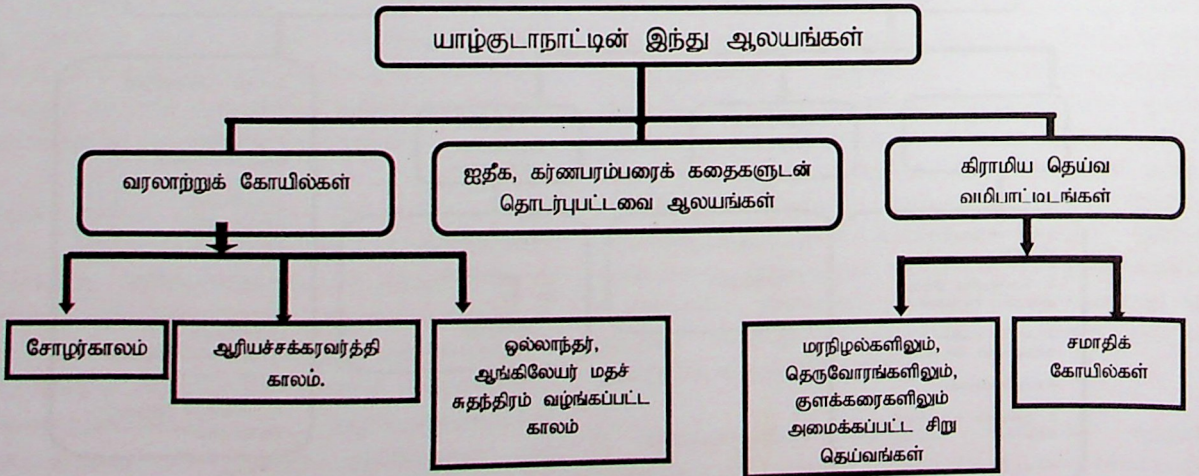 யாழ்குடாநாட்டின் இந்து ஆலயங்கள்
வரலாற்றுக் கோயில்கள்
ஐதீக, கர்ணபரம்பரைக் கதைகளுடன்
தொடர்புபட்டவை ஆலயங்கள்
கிராமிய தெய்வ
வழிபாட்டிடங்கள்
சோழர்காலம்
ஆரியச்சக்கரவர்த்தி
காலம்.
ஒல்லாந்தர்,
ஆங்கிலேயர் மதச்
சுதந்திரம் வழ்ங்கப்பட்ட
காலம்
மரநிழல்களிலும்,
தெருவோரங்களிலும்,
குளக்கரைகளிலும்
அமைக்கப்பட்ட சிறு
தெய்வங்கள்
சமாதிக்
கோயில்கள்